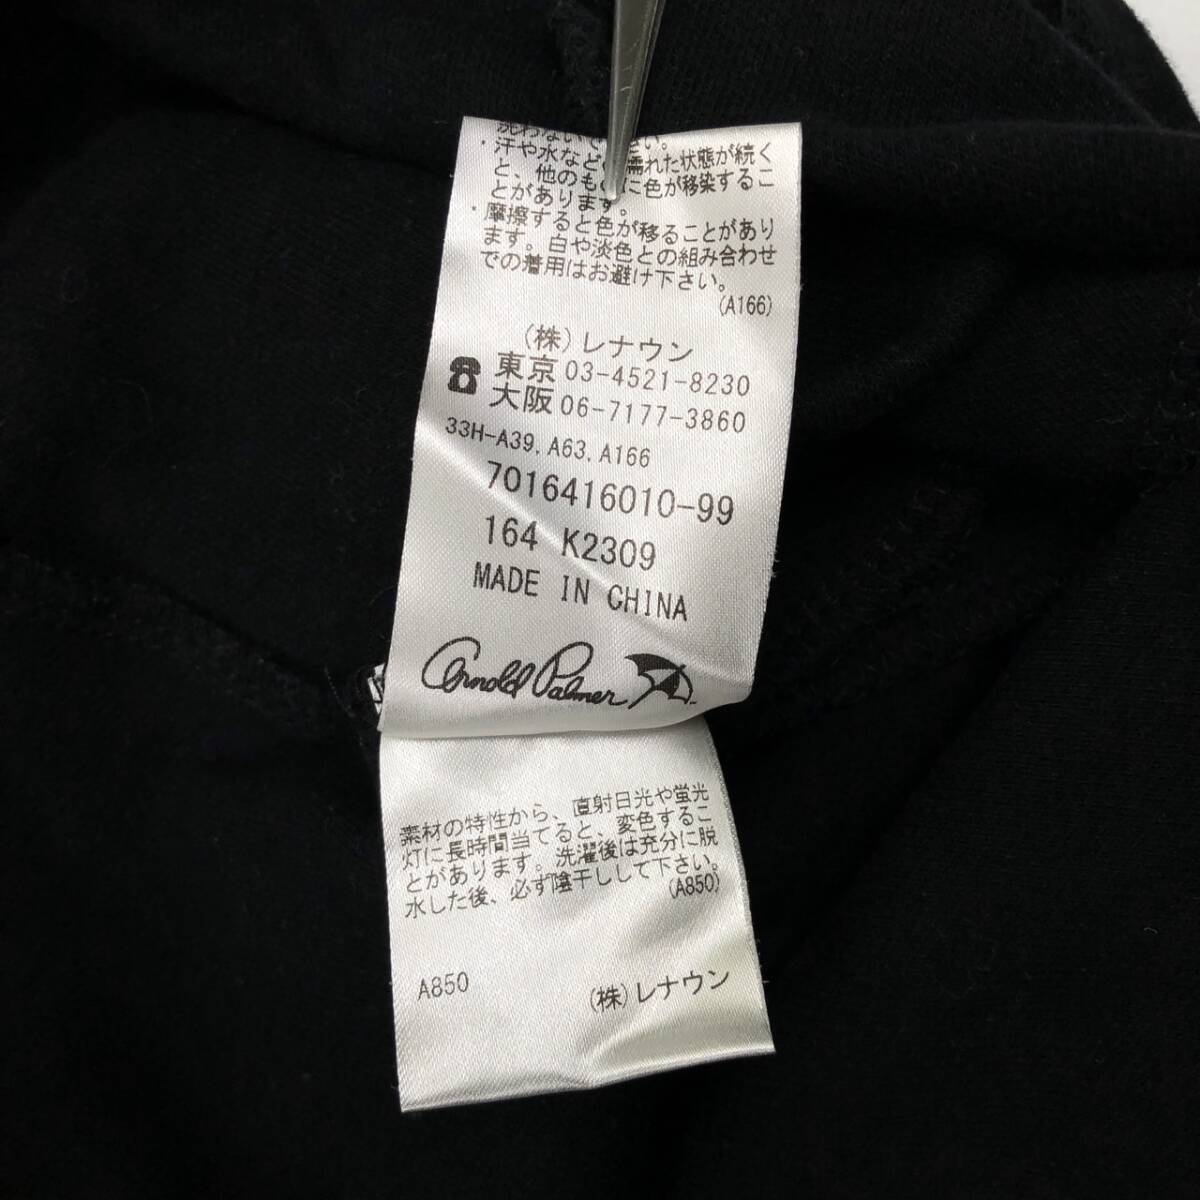 洗わないで下さい。
・汗や水など 濡れた状態が続く
と、他のものに色が移染するこ
とがあります。
・摩擦すると色が移ることがあり
ます。白や淡色との組み合わせ
での着用はお避け下さい。
(A166)
(株)レナウン
東京 03-4521-8230
大阪 06-7177-3860
33H-A39, A63, A166
7016416010-99
164 K2309
MADE IN CHINA
Arnold Palmer
素材の特性から、直射日光や蛍光
灯に長時間当てると、変色するこ
とがあります。洗濯後は充分に脱
水した後、必ず陰干しして下さい。
(A850)
A850
(株)レナウン